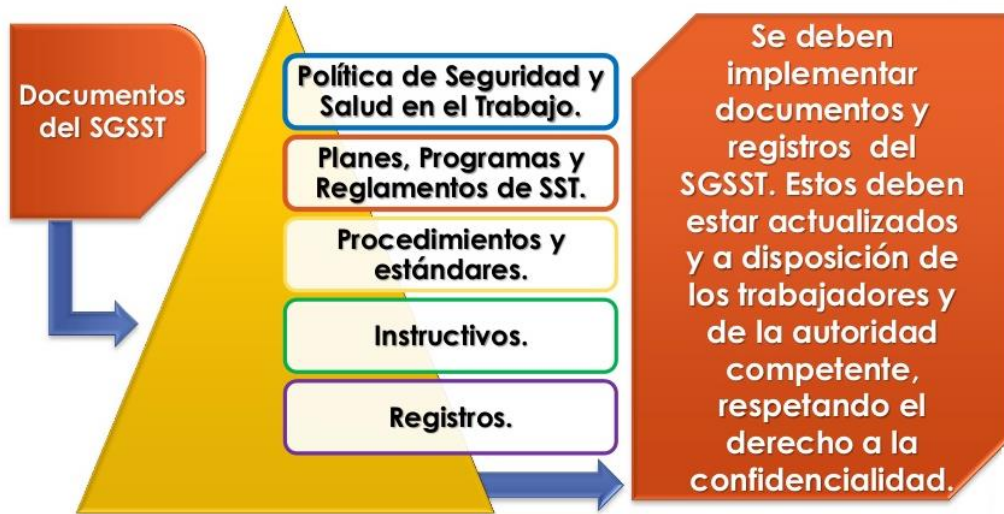 Documentos
del SGSST
Política de Seguridad y
Salud en el Trabajo.
Planes, Programas y
Reglamentos de SST.
Procedimientos y
estándares.
Instructivos.
Registros.
Se deben
implementar
documentos y
registros del
SGSST. Estos deben
estar actualizados
y a disposición de
los trabajadores y
de la autoridad
competente,
respetando el
derecho a la
confidencialidad.